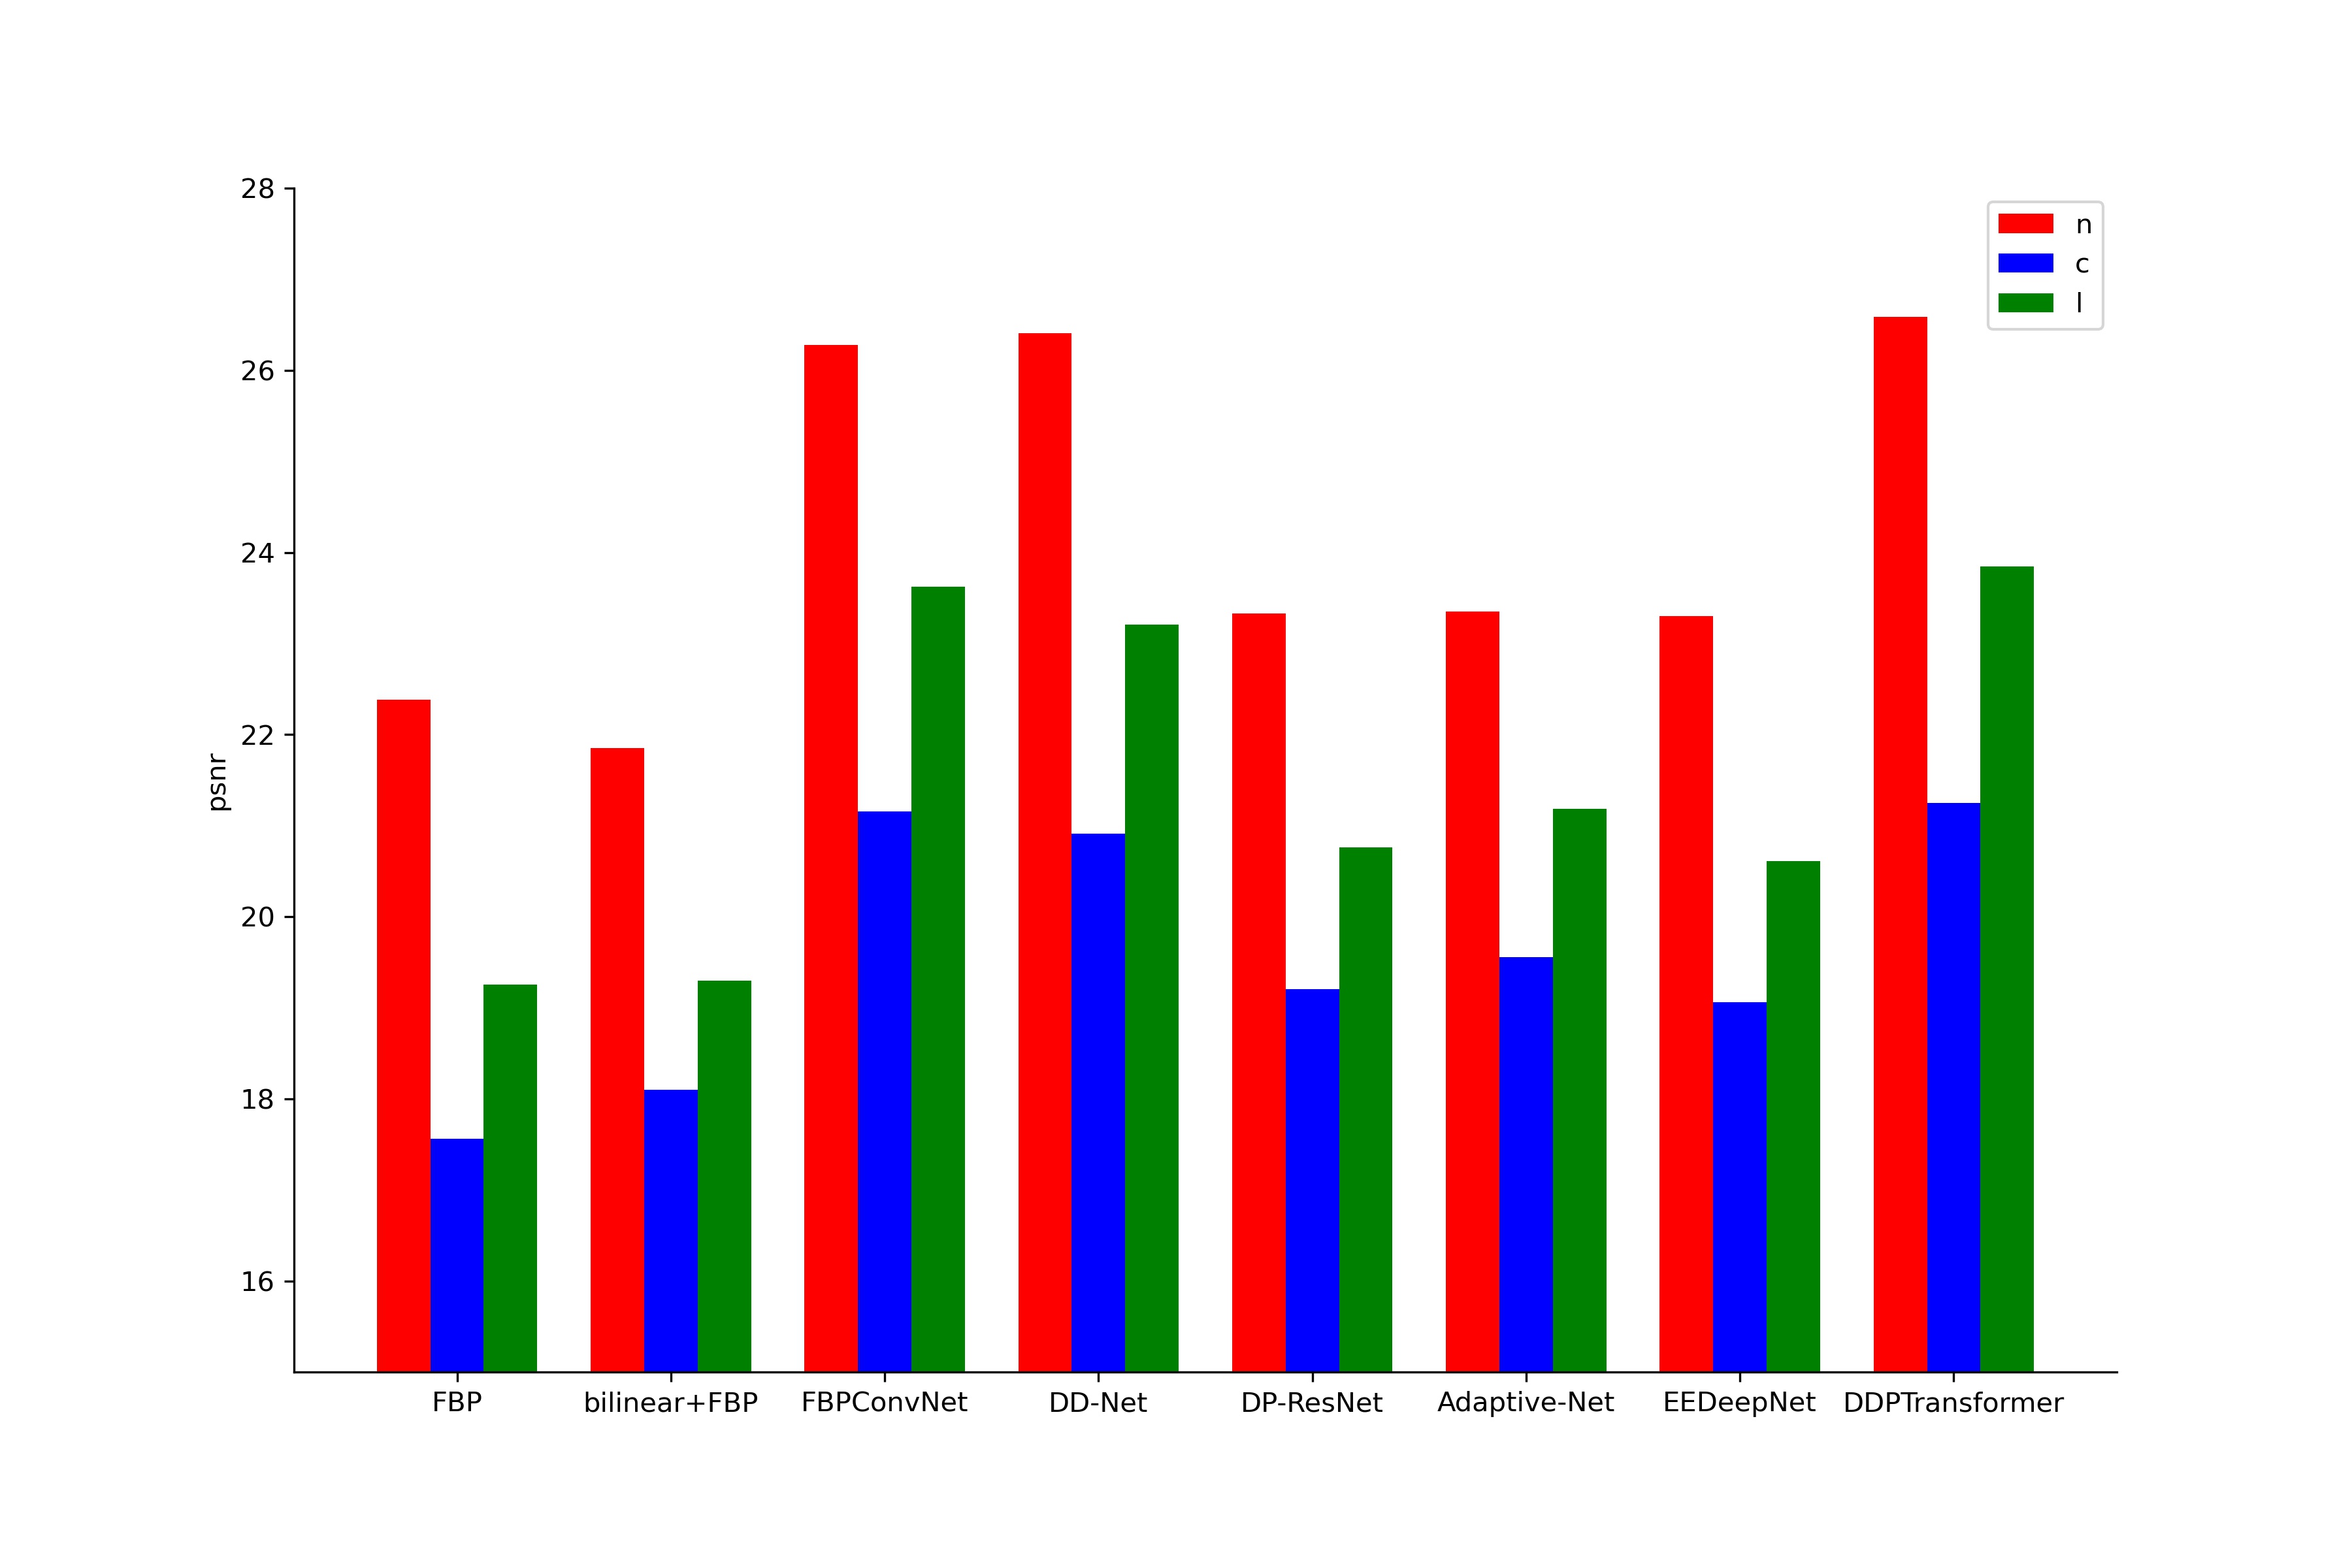 28
26
24
22
20
18
16
psnr
n
c
l
FBP bilinear+FBP FBPConvNet DD-Net DP-ResNet Adaptive-Net EEDeepNet DDPTransformer